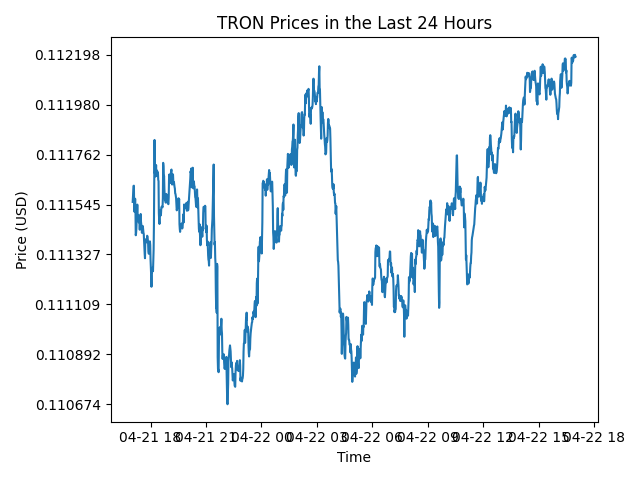 TRON Prices in the Last 24 Hours
0.112198
0.111980
0.111762
0.111545
0.111327
0.111109
0.110892
0.110674
Price (USD)
04-21 18 04-21 21 04-22 00 04-22 03 04-22 06 04-22 09 04-22 12 04-22 15 04-22 18
Time